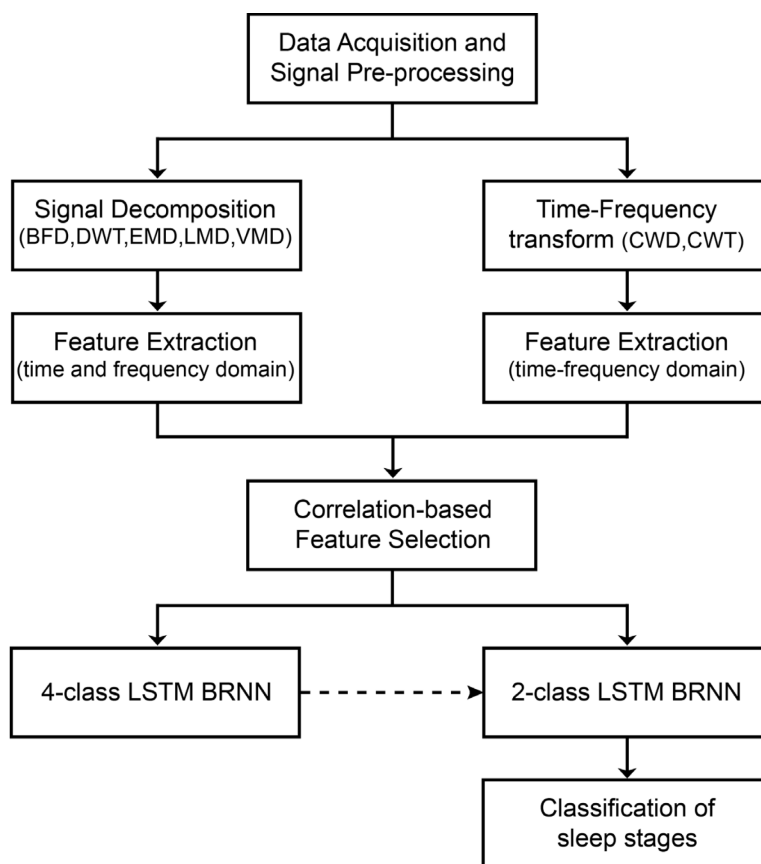 Data Acquisition and
Signal Pre-processing
Signal Decomposition
(BFD,DWT,EMD,LMD,VMD)
Time-Frequency
transform (CWD,CWT)
Feature Extraction
(time and frequency domain)
Feature Extraction
(time-frequency domain)
Correlation-based
Feature Selection
4-class LSTM BRNN
2-class LSTM BRNN
Classification of
sleep stages